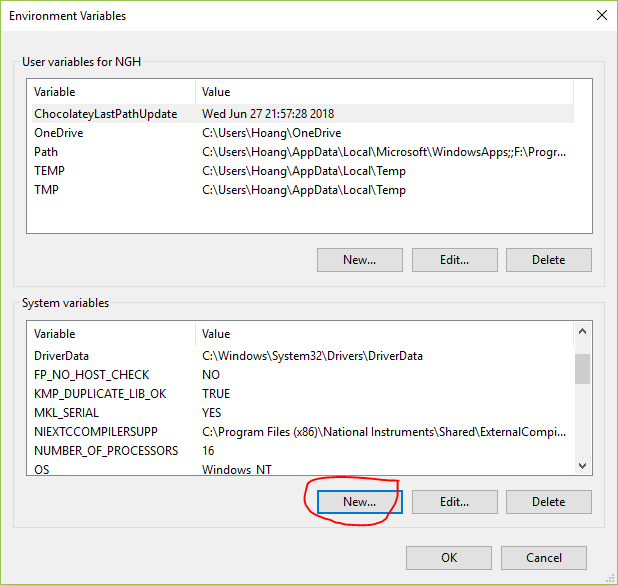 Environment Variables
User variables for NGH
Variable Value
ChocolateyLastPathUpdate Wed Jun 27 21:57:28 2018
OneDrive C:\Users\Hoang\OneDrive
Path C:\Users\Hoang\AppData\Local\Microsoft\WindowsApps;;F:\Progr...
TEMP C:\Users\Hoang\AppData\Local\Temp
TMP C:\Users\Hoang\AppData\Local\Temp
New... Edit... Delete
System variables
Variable Value
DriverData C:\Windows\System32\Drivers\DriverData
FP_NO_HOST_CHECK NO
KMP_DUPLICATE_LIB_OK TRUE
MKL_SERIAL YES
NIEXTCCOMPILERSUPP C:\Program Files (x86)\National Instruments\Shared\ExternalCompi...
NUMBER_OF_PROCESSORS 16
OS Windows_NT
New... Edit... Delete
OK Cancel